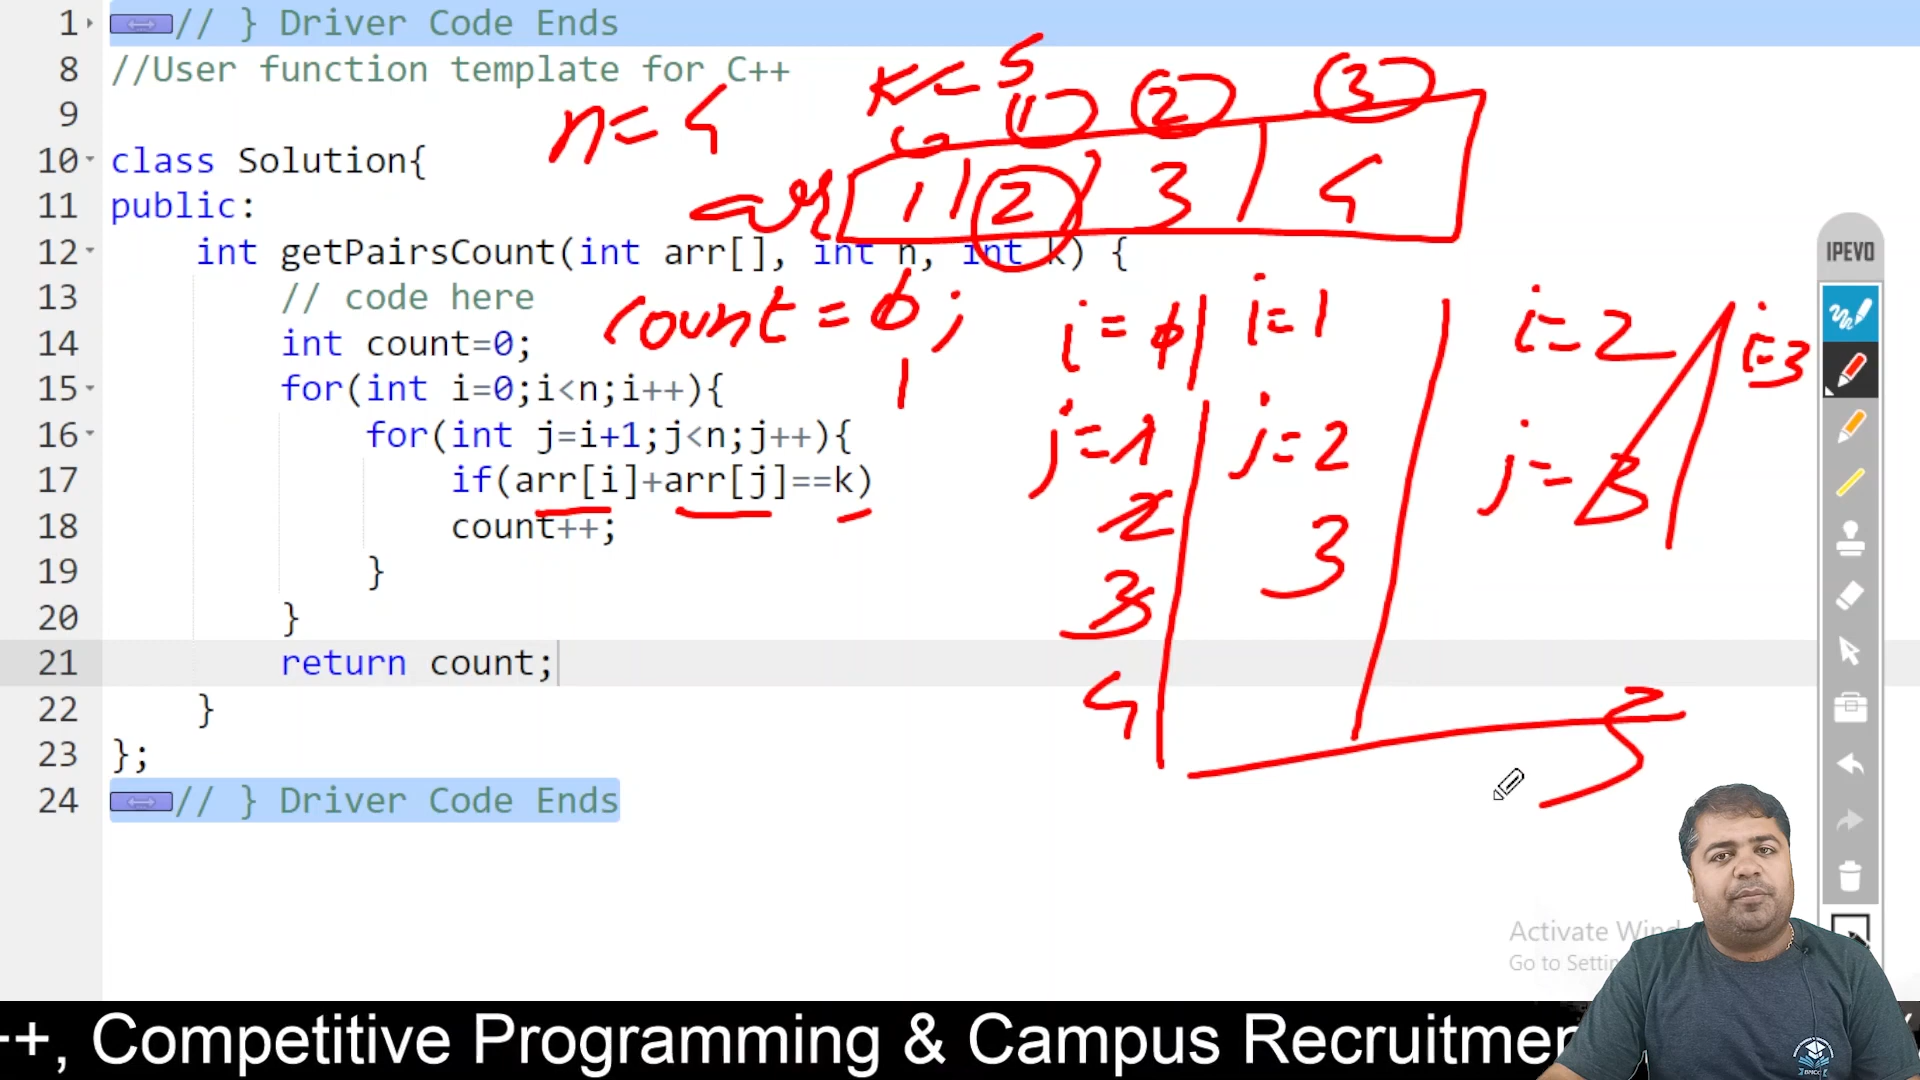 1 // } Driver Code Ends
8 //User function template for C++
9
10 class Solution{
11 public:
12 int getPairsCount(int arr[], int n, int k) {
13 // code here
14 int count=0;
15 for(int i=0;i<n;i++){
16 for(int j=i+1;j<n;j++){
17 if(arr[i]+arr[j]==k)
18 count++;
19 }
20 }
21 return count;
22 }
23 };
24 // } Driver Code Ends
n=4
k=5
1 2 3
arr 1 2 3 4
count=0;
1
i=0 i=1 i=2 i=3
j=1 j=2 j=3
2
3 3
4
IPEVO
Activate
Go to
++, Competitive Programming & Campus